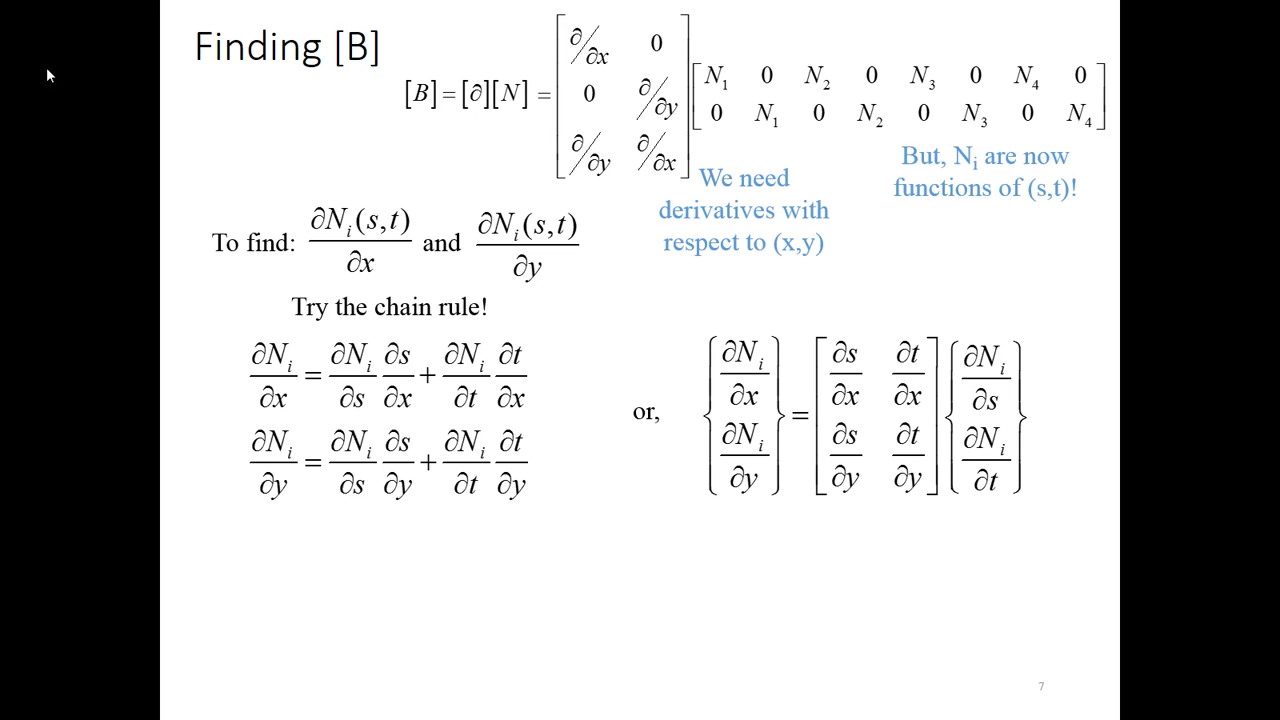 Finding [B]
[B] = [∂][N] = [∂/∂x 0; 0 ∂/∂y; ∂/∂y ∂/∂x] [N₁ 0 N₂ 0 N₃ 0 N₄ 0; 0 N₁ 0 N₂ 0 N₃ 0 N₄]
But, Nᵢ are now
functions of (s,t)!
We need
derivatives with
respect to (x,y)
To find: ∂Nᵢ(s,t)/∂x and ∂Nᵢ(s,t)/∂y
Try the chain rule!
∂Nᵢ/∂x = ∂Nᵢ/∂s ∂s/∂x + ∂Nᵢ/∂t ∂t/∂x
∂Nᵢ/∂y = ∂Nᵢ/∂s ∂s/∂y + ∂Nᵢ/∂t ∂t/∂y
or, {∂Nᵢ/∂x; ∂Nᵢ/∂y} = [∂s/∂x ∂t/∂x; ∂s/∂y ∂t/∂y] {∂Nᵢ/∂s; ∂Nᵢ/∂t}
7